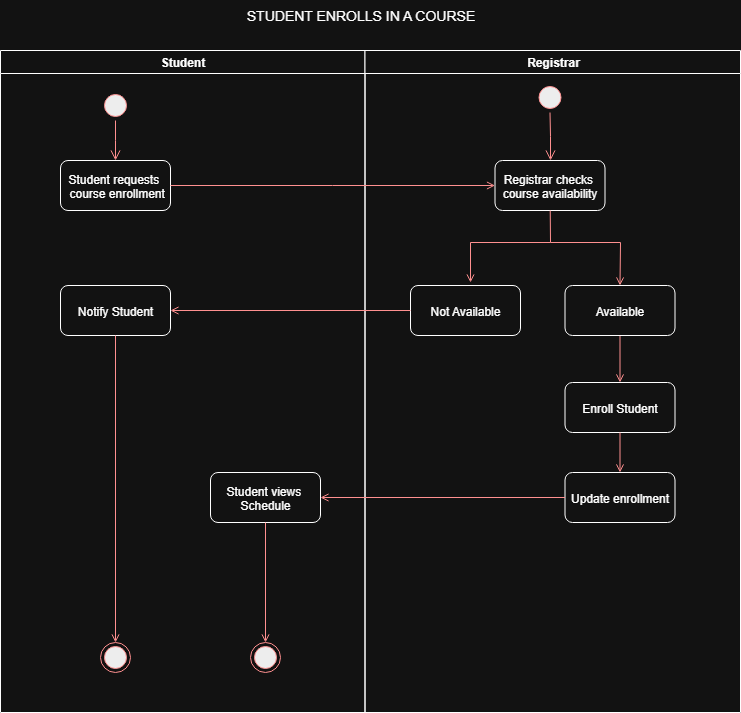 STUDENT ENROLLS IN A COURSE
Student
Registrar
Student requests
course enrollment
Registrar checks
course availability
Notify Student
Not Available
Available
Enroll Student
Student views
Schedule
Update enrollment